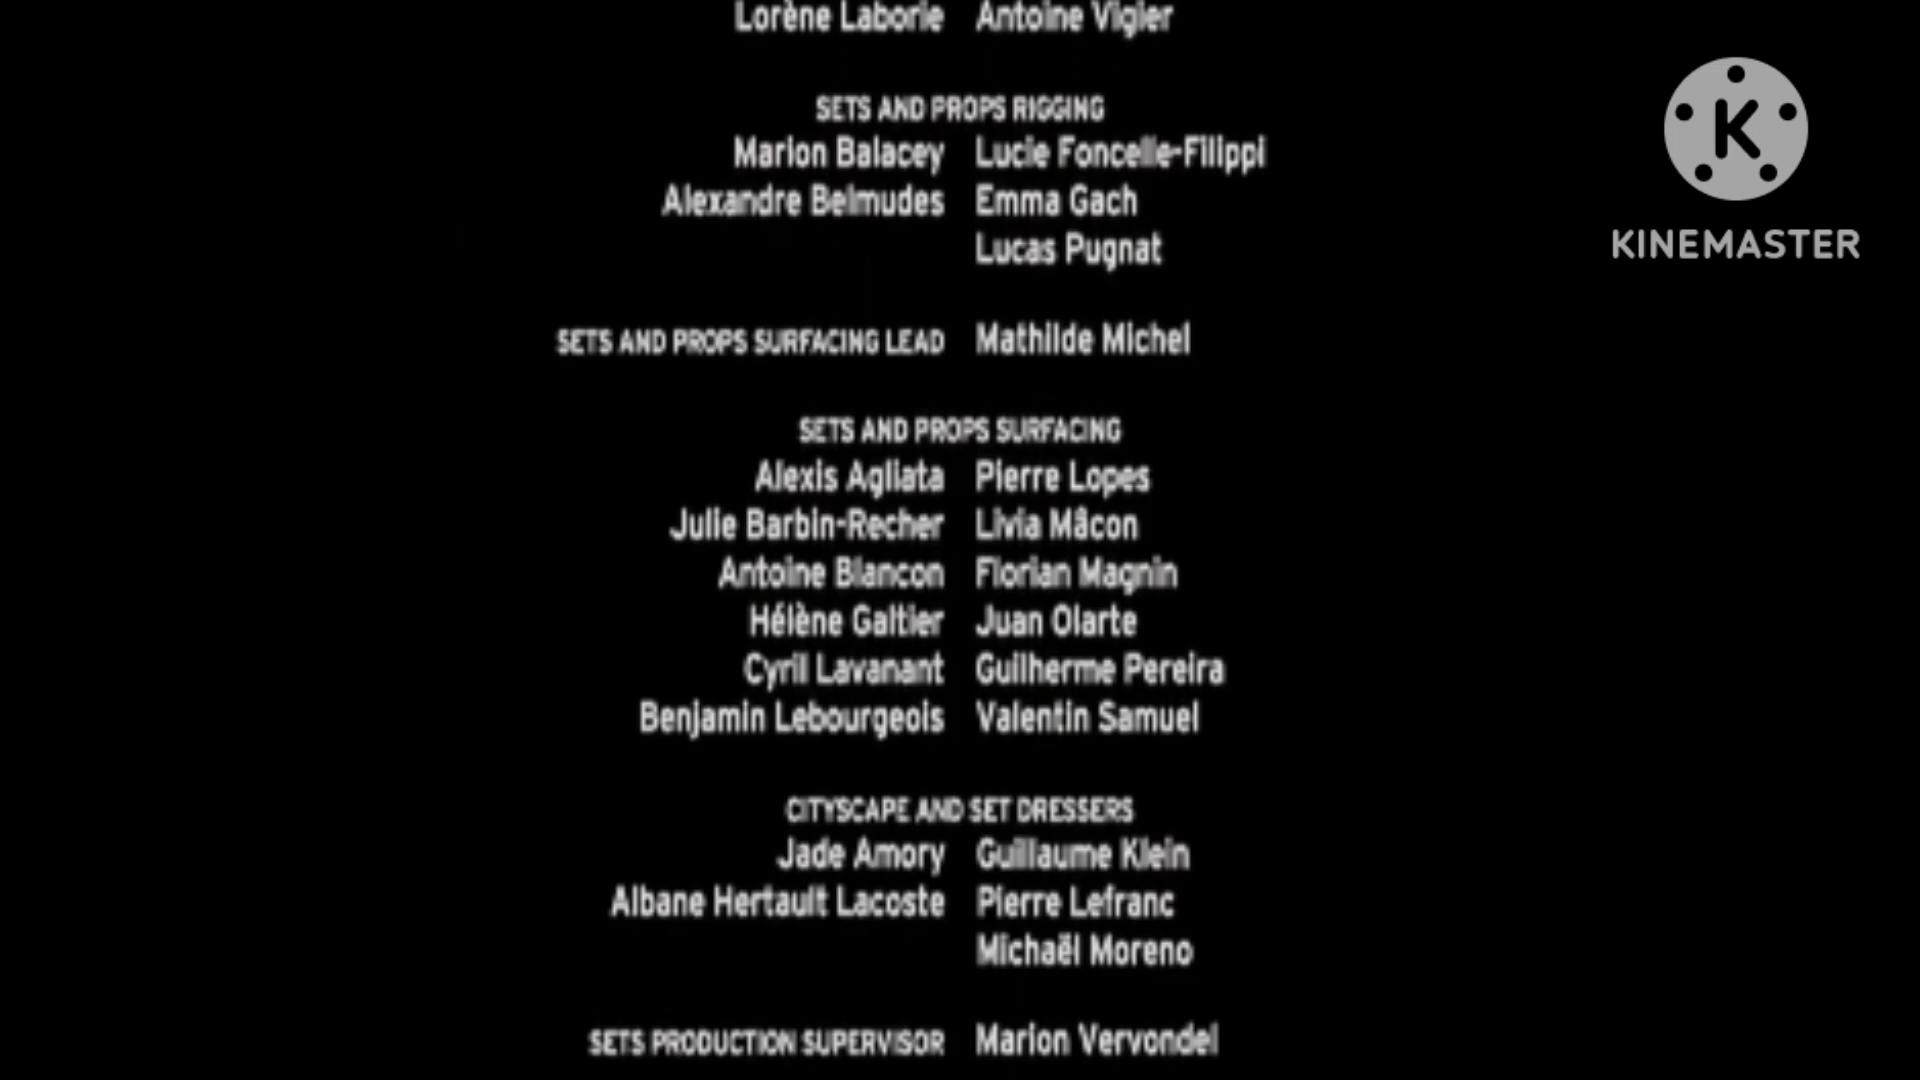 Lorène Laborie Antoine Vigier
SETS AND PROPS RIGGING
Marion Balacey Lucie Foncelle-Filippi
Alexandre Belmudes Emma Gach
Lucas Pugnat
SETS AND PROPS SURFACING LEAD Mathilde Michel
SETS AND PROPS SURFACING
Alexis Agliata Pierre Lopes
Julie Barbin-Recher Livia Mâcon
Antoine Blancon Florian Magnin
Hélène Galtier Juan Olarte
Cyril Lavanant Guilherme Pereira
Benjamin Lebourgeois Valentin Samuel
CITYSCAPE AND SET DRESSERS
Jade Amory Guillaume Klein
Albane Hertault Lacoste Pierre Lefranc
Michaël Moreno
SETS PRODUCTION SUPERVISOR Marion Vervondel
K
KINEMASTER